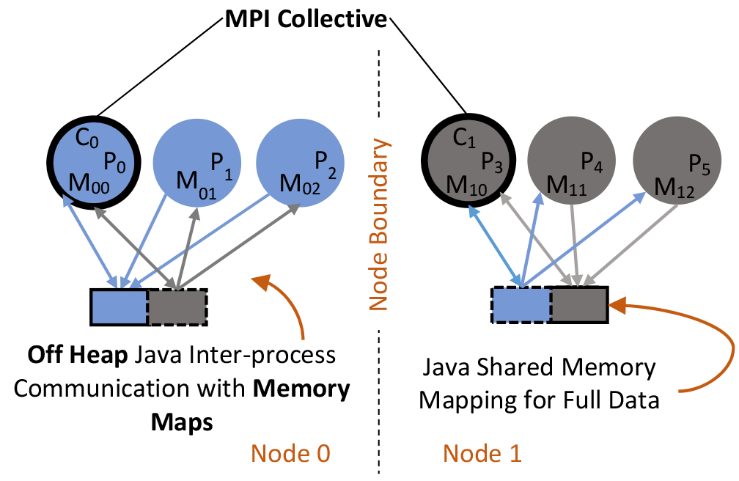 MPI Collective
C0
P0
M00
P1
M01
P2
M02
C1
P3
M10
P4
M11
P5
M12
Node Boundary
Off Heap Java Inter-process
Communication with Memory
Maps
Java Shared Memory
Mapping for Full Data
Node 0
Node 1